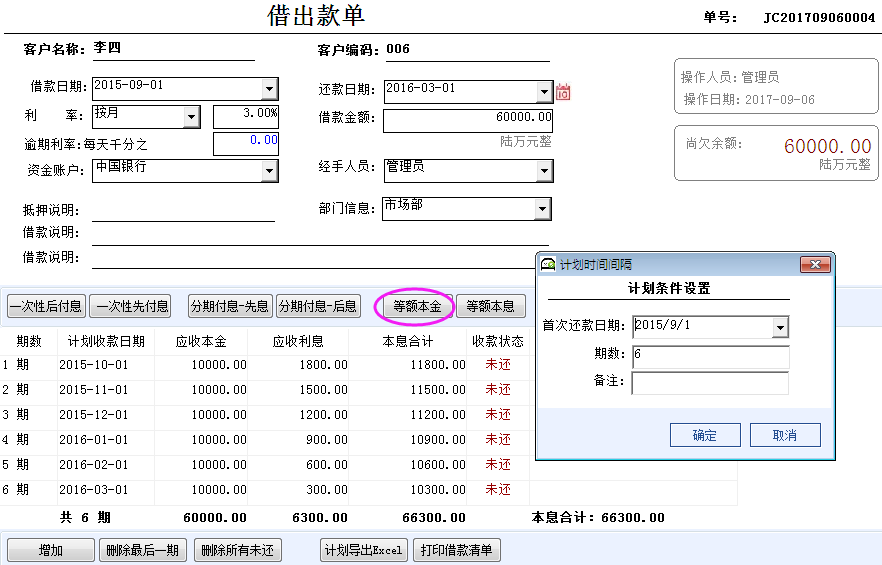 借出款单
单号： JC201709060004
客户名称：李四
客户编码：006
借款日期：2015-09-01
还款日期：2016-03-01
操作人员：管理员
操作日期：2017-09-06
利 率：按月 3.00%
借款金额：60000.00
陆万元整
逾期利率：每天千分之 0.00
尚欠余额： 60000.00
陆万元整
资金账户：中国银行
经手人员：管理员
抵押说明：
部门信息：市场部
借款说明：
借款说明：
一次性后付息 一次性先付息 分期付息-先息 分期付息-后息 等额本金 等额本息
期数 计划收款日期 应收本金 应收利息 本息合计 收款状态
1 期 2015-10-01 10000.00 1800.00 11800.00 未还
2 期 2015-11-01 10000.00 1500.00 11500.00 未还
3 期 2015-12-01 10000.00 1200.00 11200.00 未还
4 期 2016-01-01 10000.00 900.00 10900.00 未还
5 期 2016-02-01 10000.00 600.00 10600.00 未还
6 期 2016-03-01 10000.00 300.00 10300.00 未还
共 6 期 60000.00 6300.00 66300.00 本息合计：66300.00
增加 删除最后一期 删除所有未还 计划导出Excel 打印借款清单
计划时间间隔
计划条件设置
首次还款日期：2015/9/1
期数：6
备注：
确定 取消